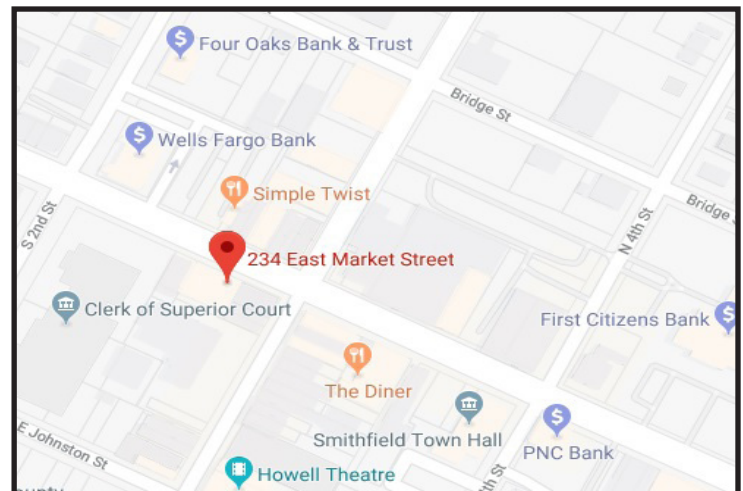 Four Oaks Bank & Trust
Bridge St
Wells Fargo Bank
Simple Twist
Bridge
S 2nd St
N 4th St
234 East Market Street
Clerk of Superior Court
First Citizens Bank
The Diner
Smithfield Town Hall
PNC Bank
E Johnston St
Howell Theatre